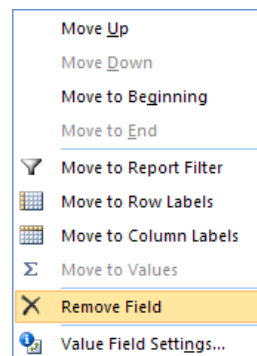 Move Up
Move Down
Move to Beginning
Move to End
Move to Report Filter
Move to Row Labels
Move to Column Labels
Σ Move to Values
Remove Field
Value Field Settings...